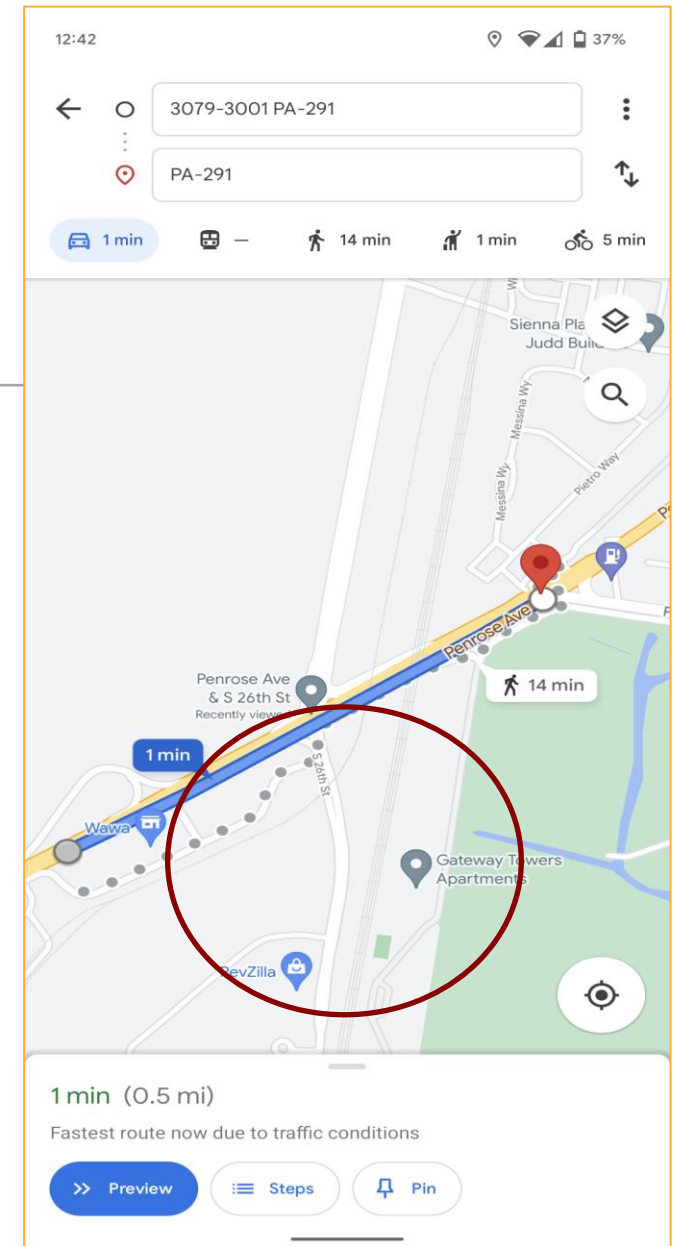 12:42
37%
3079-3001 PA-291
PA-291
1 min
—
14 min
1 min
5 min
Sienna Pla
Judd Buil
Messina Wy
Messina Wy
Pietro Way
Penrose Ave
14 min
Penrose Ave
& S 26th St
Recently viewed
1 min
S 26th St
Wawa
Gateway Towers
Apartments
RevZilla
1 min (0.5 mi)
Fastest route now due to traffic conditions
Preview
Steps
Pin